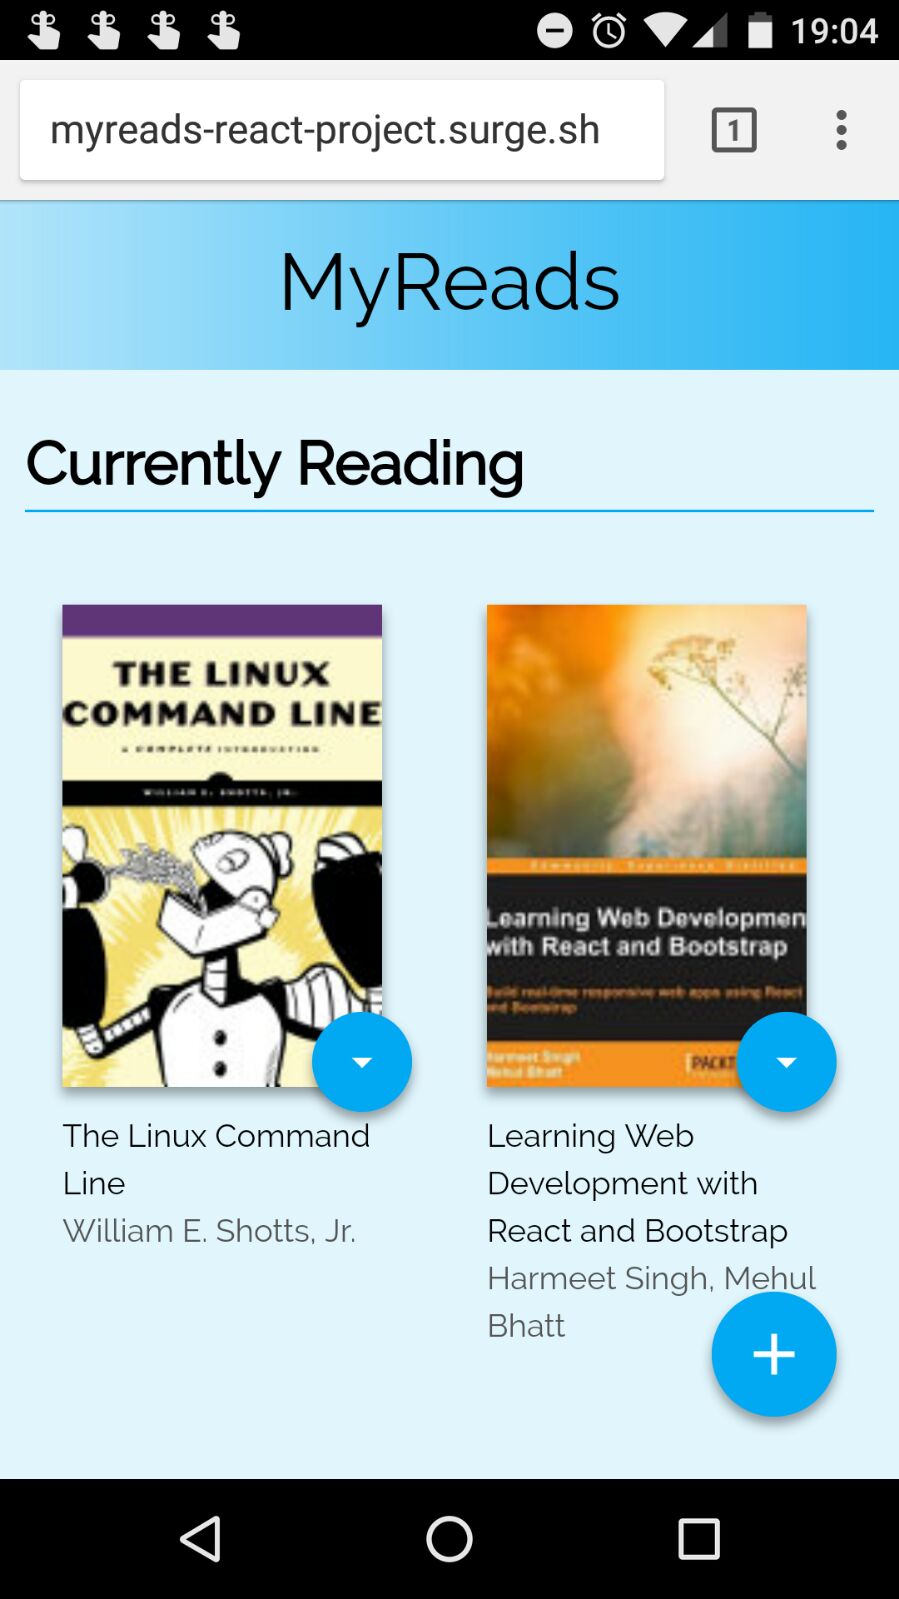 19:04
myreads-react-project.surge.sh
1
MyReads
Currently Reading
THE LINUX
COMMAND LINE
A COMPLETE INTRODUCTION
WILLIAM E. SHOTTS, JR.
Community Experience Distilled
Learning Web Developmen
with React and Bootstrap
Build real-time responsive web apps using React
and Bootstrap
Harmeet Singh
Mehul Bhatt
PACKT
The Linux Command
Line
William E. Shotts, Jr.
Learning Web
Development with
React and Bootstrap
Harmeet Singh, Mehul
Bhatt